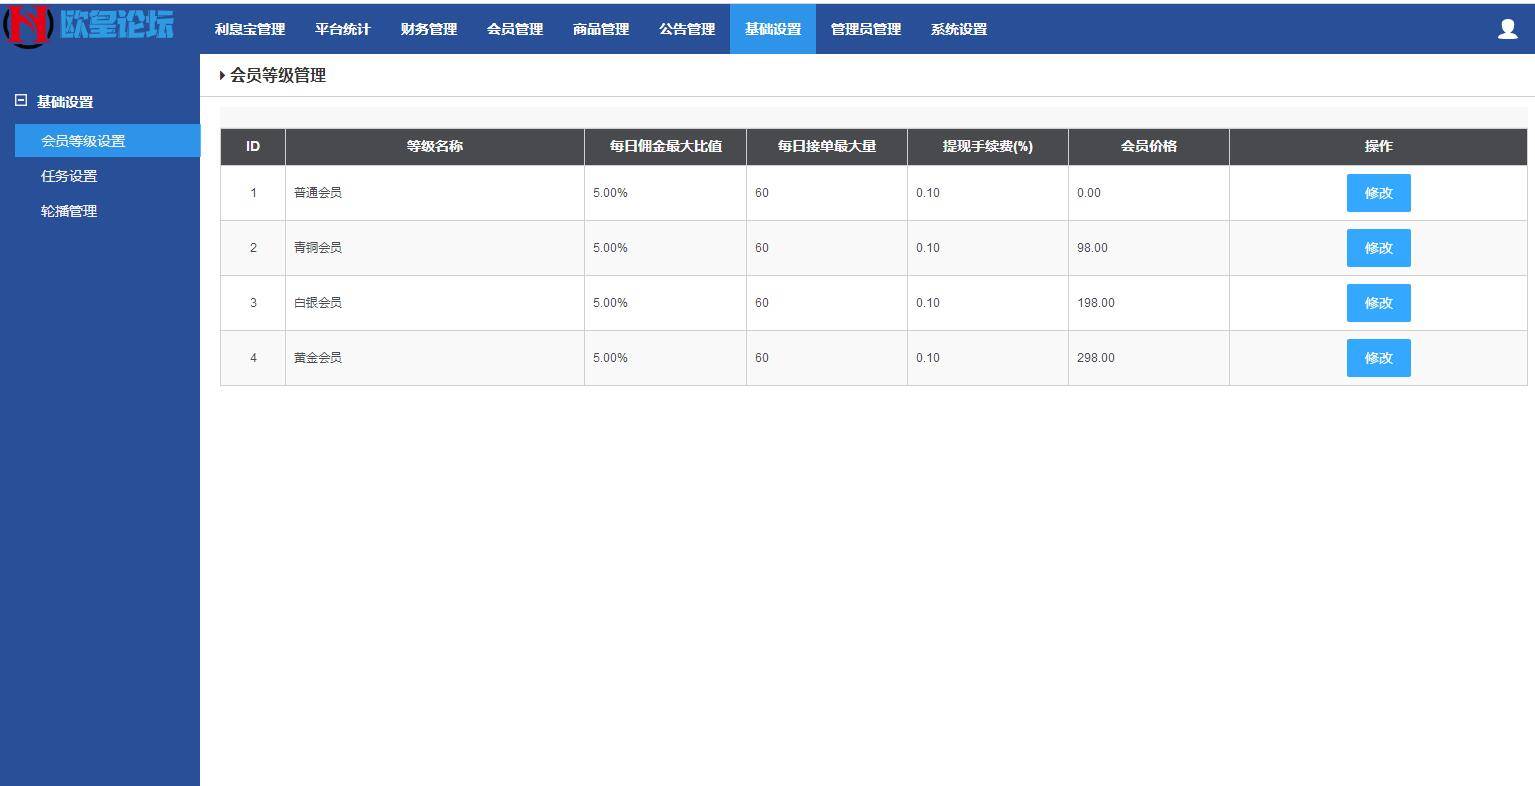 欧皇论坛
利息宝管理 平台统计 财务管理 会员管理 商品管理 公告管理 基础设置 管理员管理 系统设置
会员等级管理
基础设置
会员等级设置
任务设置
轮播管理
ID 等级名称 每日佣金最大比值 每日接单最大量 提现手续费(%) 会员价格 操作
1 普通会员 5.00% 60 0.10 0.00 修改
2 青铜会员 5.00% 60 0.10 98.00 修改
3 白银会员 5.00% 60 0.10 198.00 修改
4 黄金会员 5.00% 60 0.10 298.00 修改